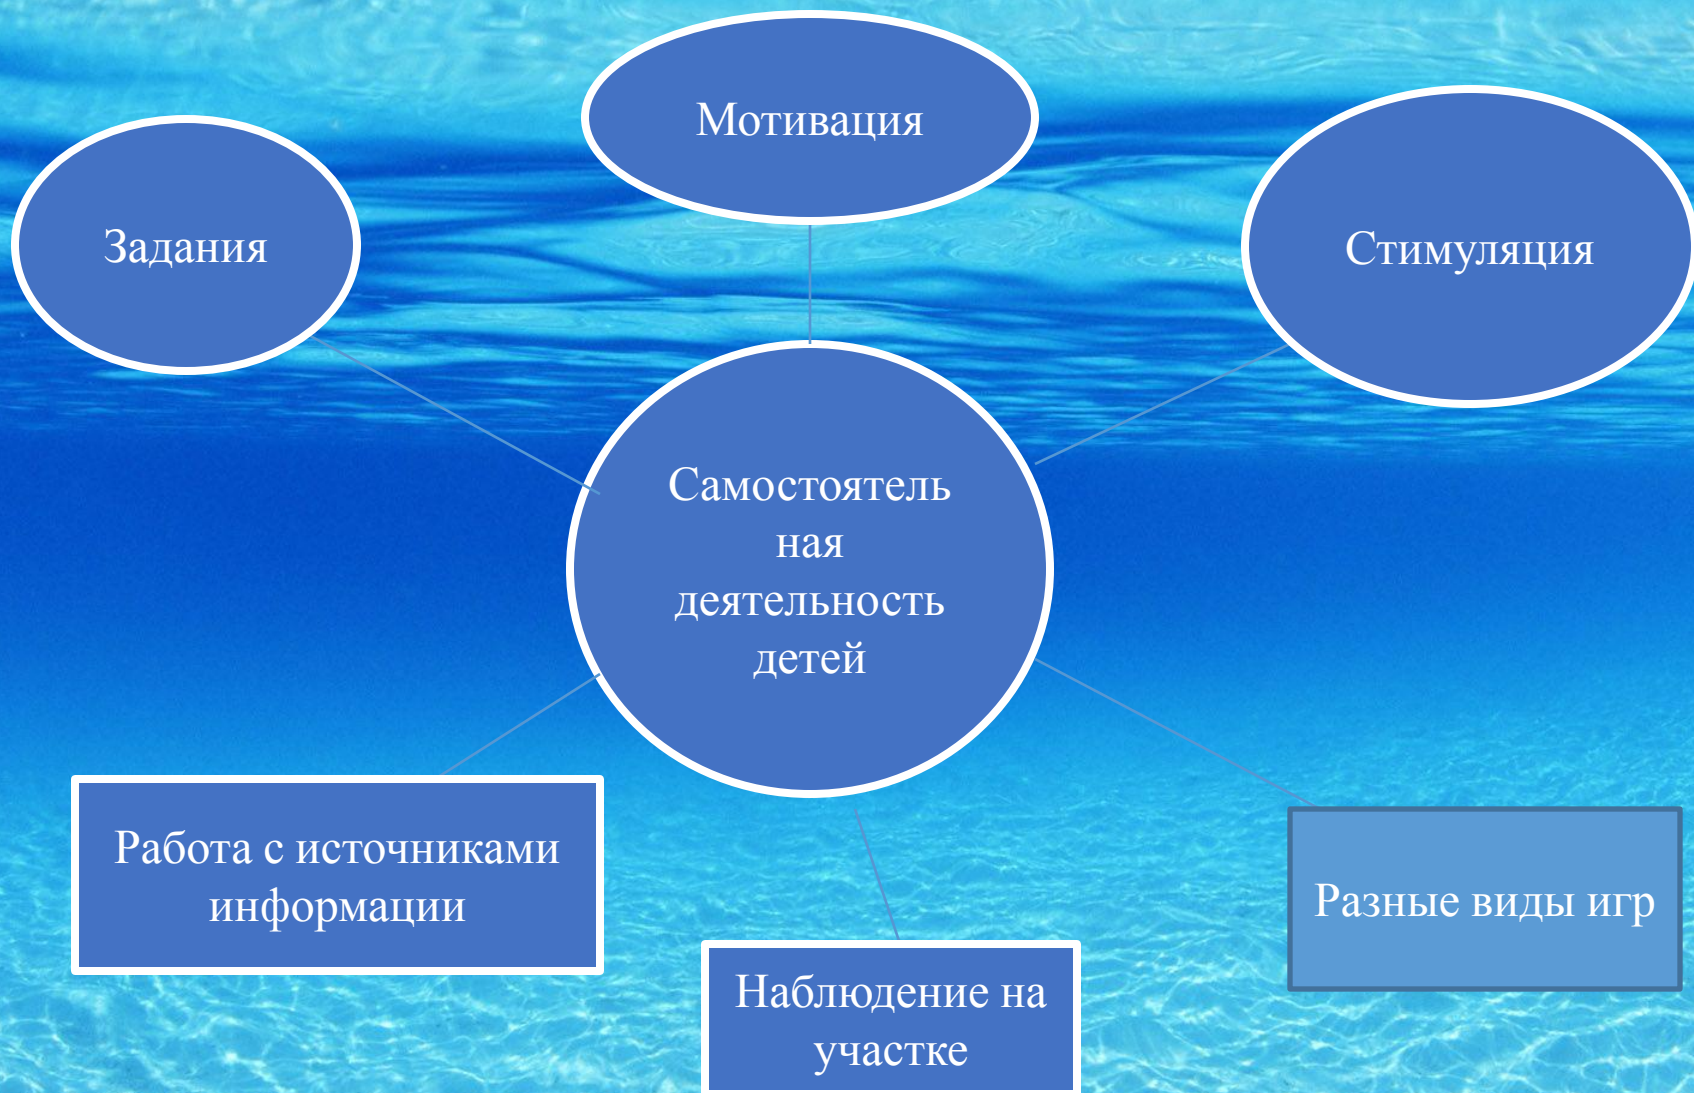 Мотивация
Задания
Стимуляция
Самостоятель
ная
деятельность
детей
Работа с источниками
информации
Разные виды игр
Наблюдение на
участке